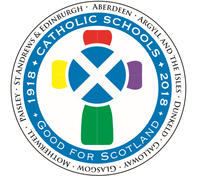 PAISLEY · ST ANDREWS & EDINBURGH · ABERDEEN · ARGYLL AND THE ISLES · DUNKELD · GALLOWAY · GLASGOW · MOTHERWELL ·
1918 · CATHOLIC SCHOOLS · 2018
GOOD FOR SCOTLAND